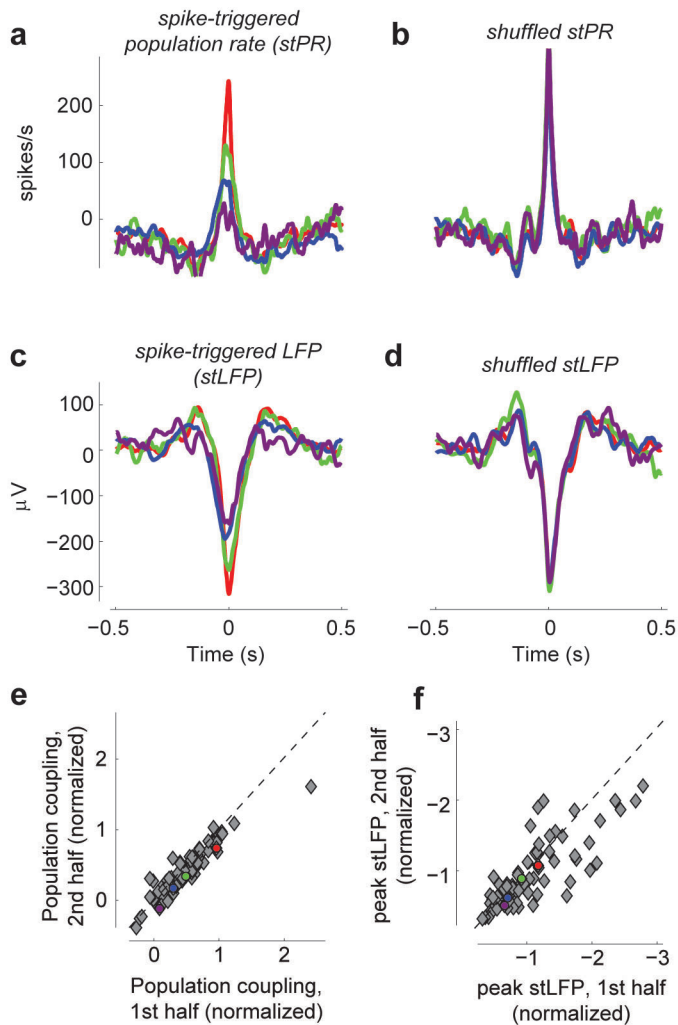 a
spike-triggered
population rate (stPR)
b
shuffled stPR
spikes/s
200
100
0
c
spike-triggered LFP
(stLFP)
d
shuffled stLFP
μV
100
0
−100
−200
−300
−0.5
0
0.5
Time (s)
−0.5
0
0.5
Time (s)
e
Population coupling,
2nd half (normalized)
2
1
0
0
1
2
Population coupling,
1st half (normalized)
f
peak stLFP, 2nd half
(normalized)
−3
−2
−1
−1
−2
−3
peak stLFP, 1st half
(normalized)